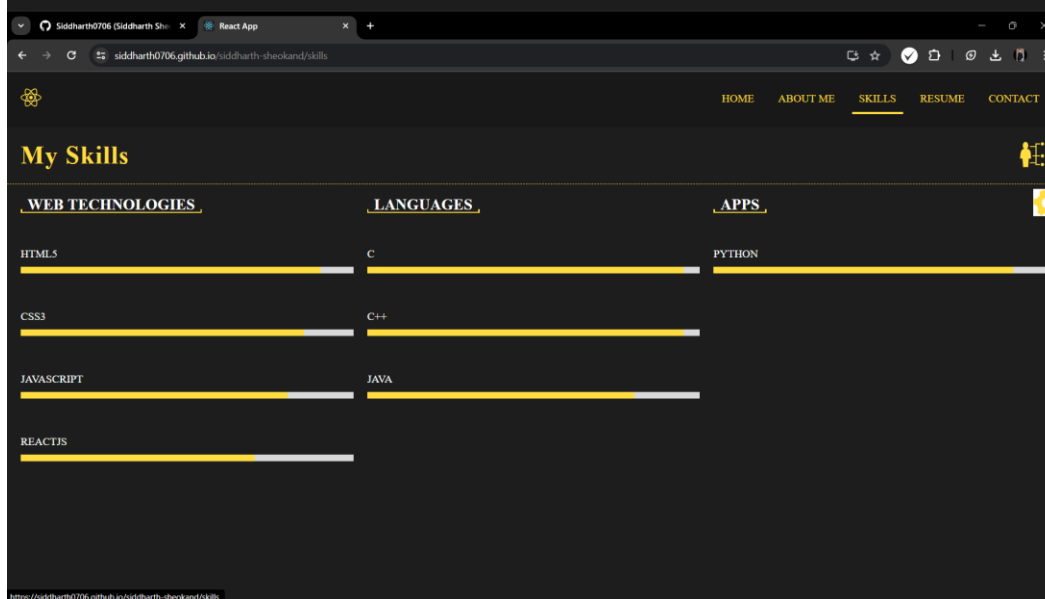 Siddharth0706 (Siddharth She
React App
siddharth0706.github.io/siddharth-sheokand/skills
HOME ABOUT ME SKILLS RESUME CONTACT
My Skills
WEB TECHNOLOGIES LANGUAGES APPS
HTML5 C PYTHON
CSS3 C++
JAVASCRIPT JAVA
REACTJS
https://siddharth0706.github.io/siddharth-sheokand/skills